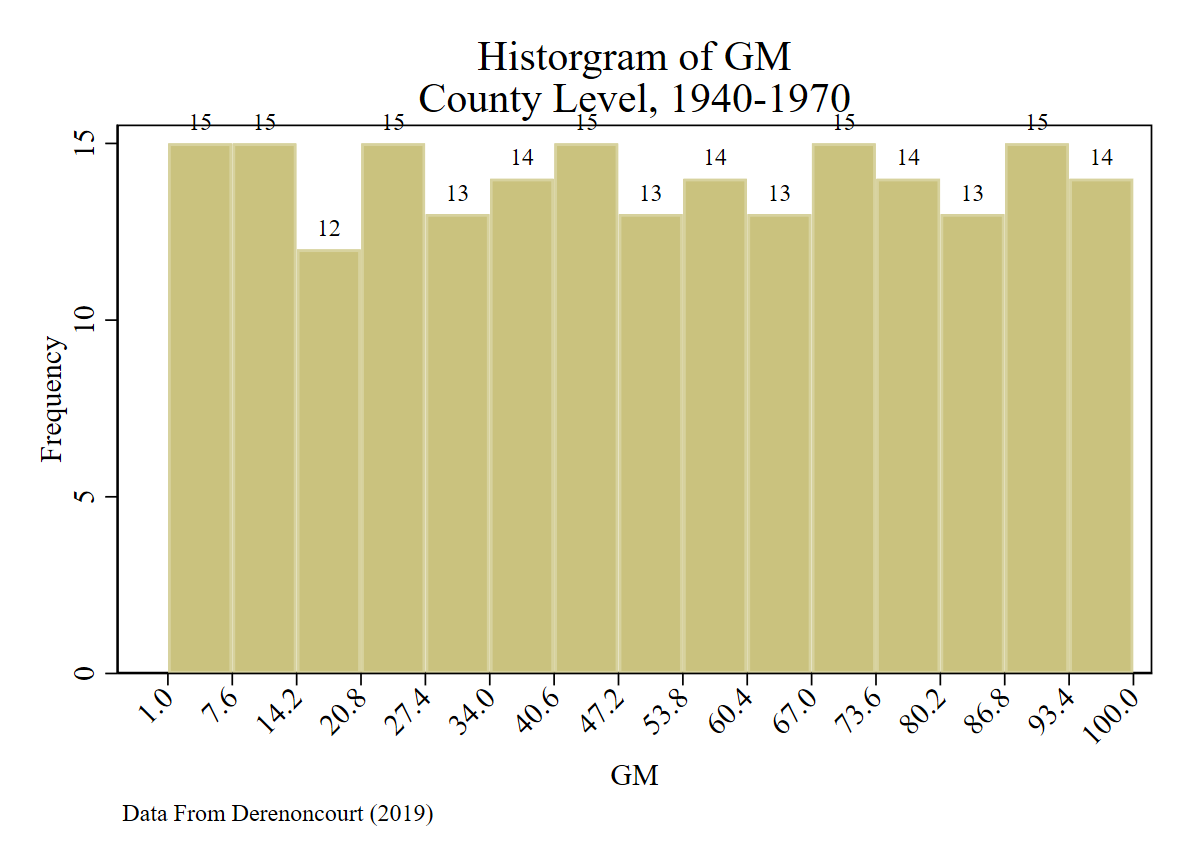 Historgram of GM
County Level, 1940-1970
15 15 15 15 15 15
14 14 14 14
13 13 13 13
12
15
10
5
0
Frequency
1.0 7.6 14.2 20.8 27.4 34.0 40.6 47.2 53.8 60.4 67.0 73.6 80.2 86.8 93.4 100.0
GM
Data From Derenoncourt (2019)